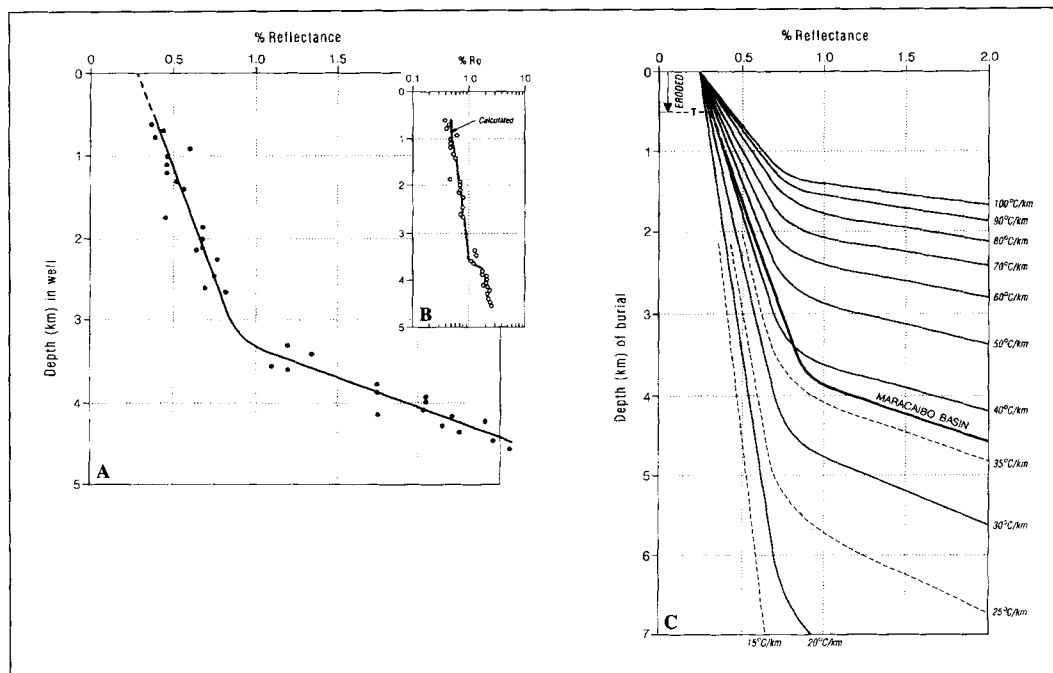 % Reflectance
0 0.5 1.0 1.5
Depth (km) in well
0
1
2
3
4
5
A
% Ro
0.1 1.0 10
0
1
2
3
4
5
Calculated
B
% Reflectance
0 0.5 1.0 1.5 2.0
Depth (km) of burial
0
1
2
3
4
5
6
7
ERODED
T
100°C/km
90°C/km
80°C/km
70°C/km
60°C/km
50°C/km
40°C/km
MARACAIBO BASIN
35°C/km
30°C/km
25°C/km
C
15°C/km 20°C/km